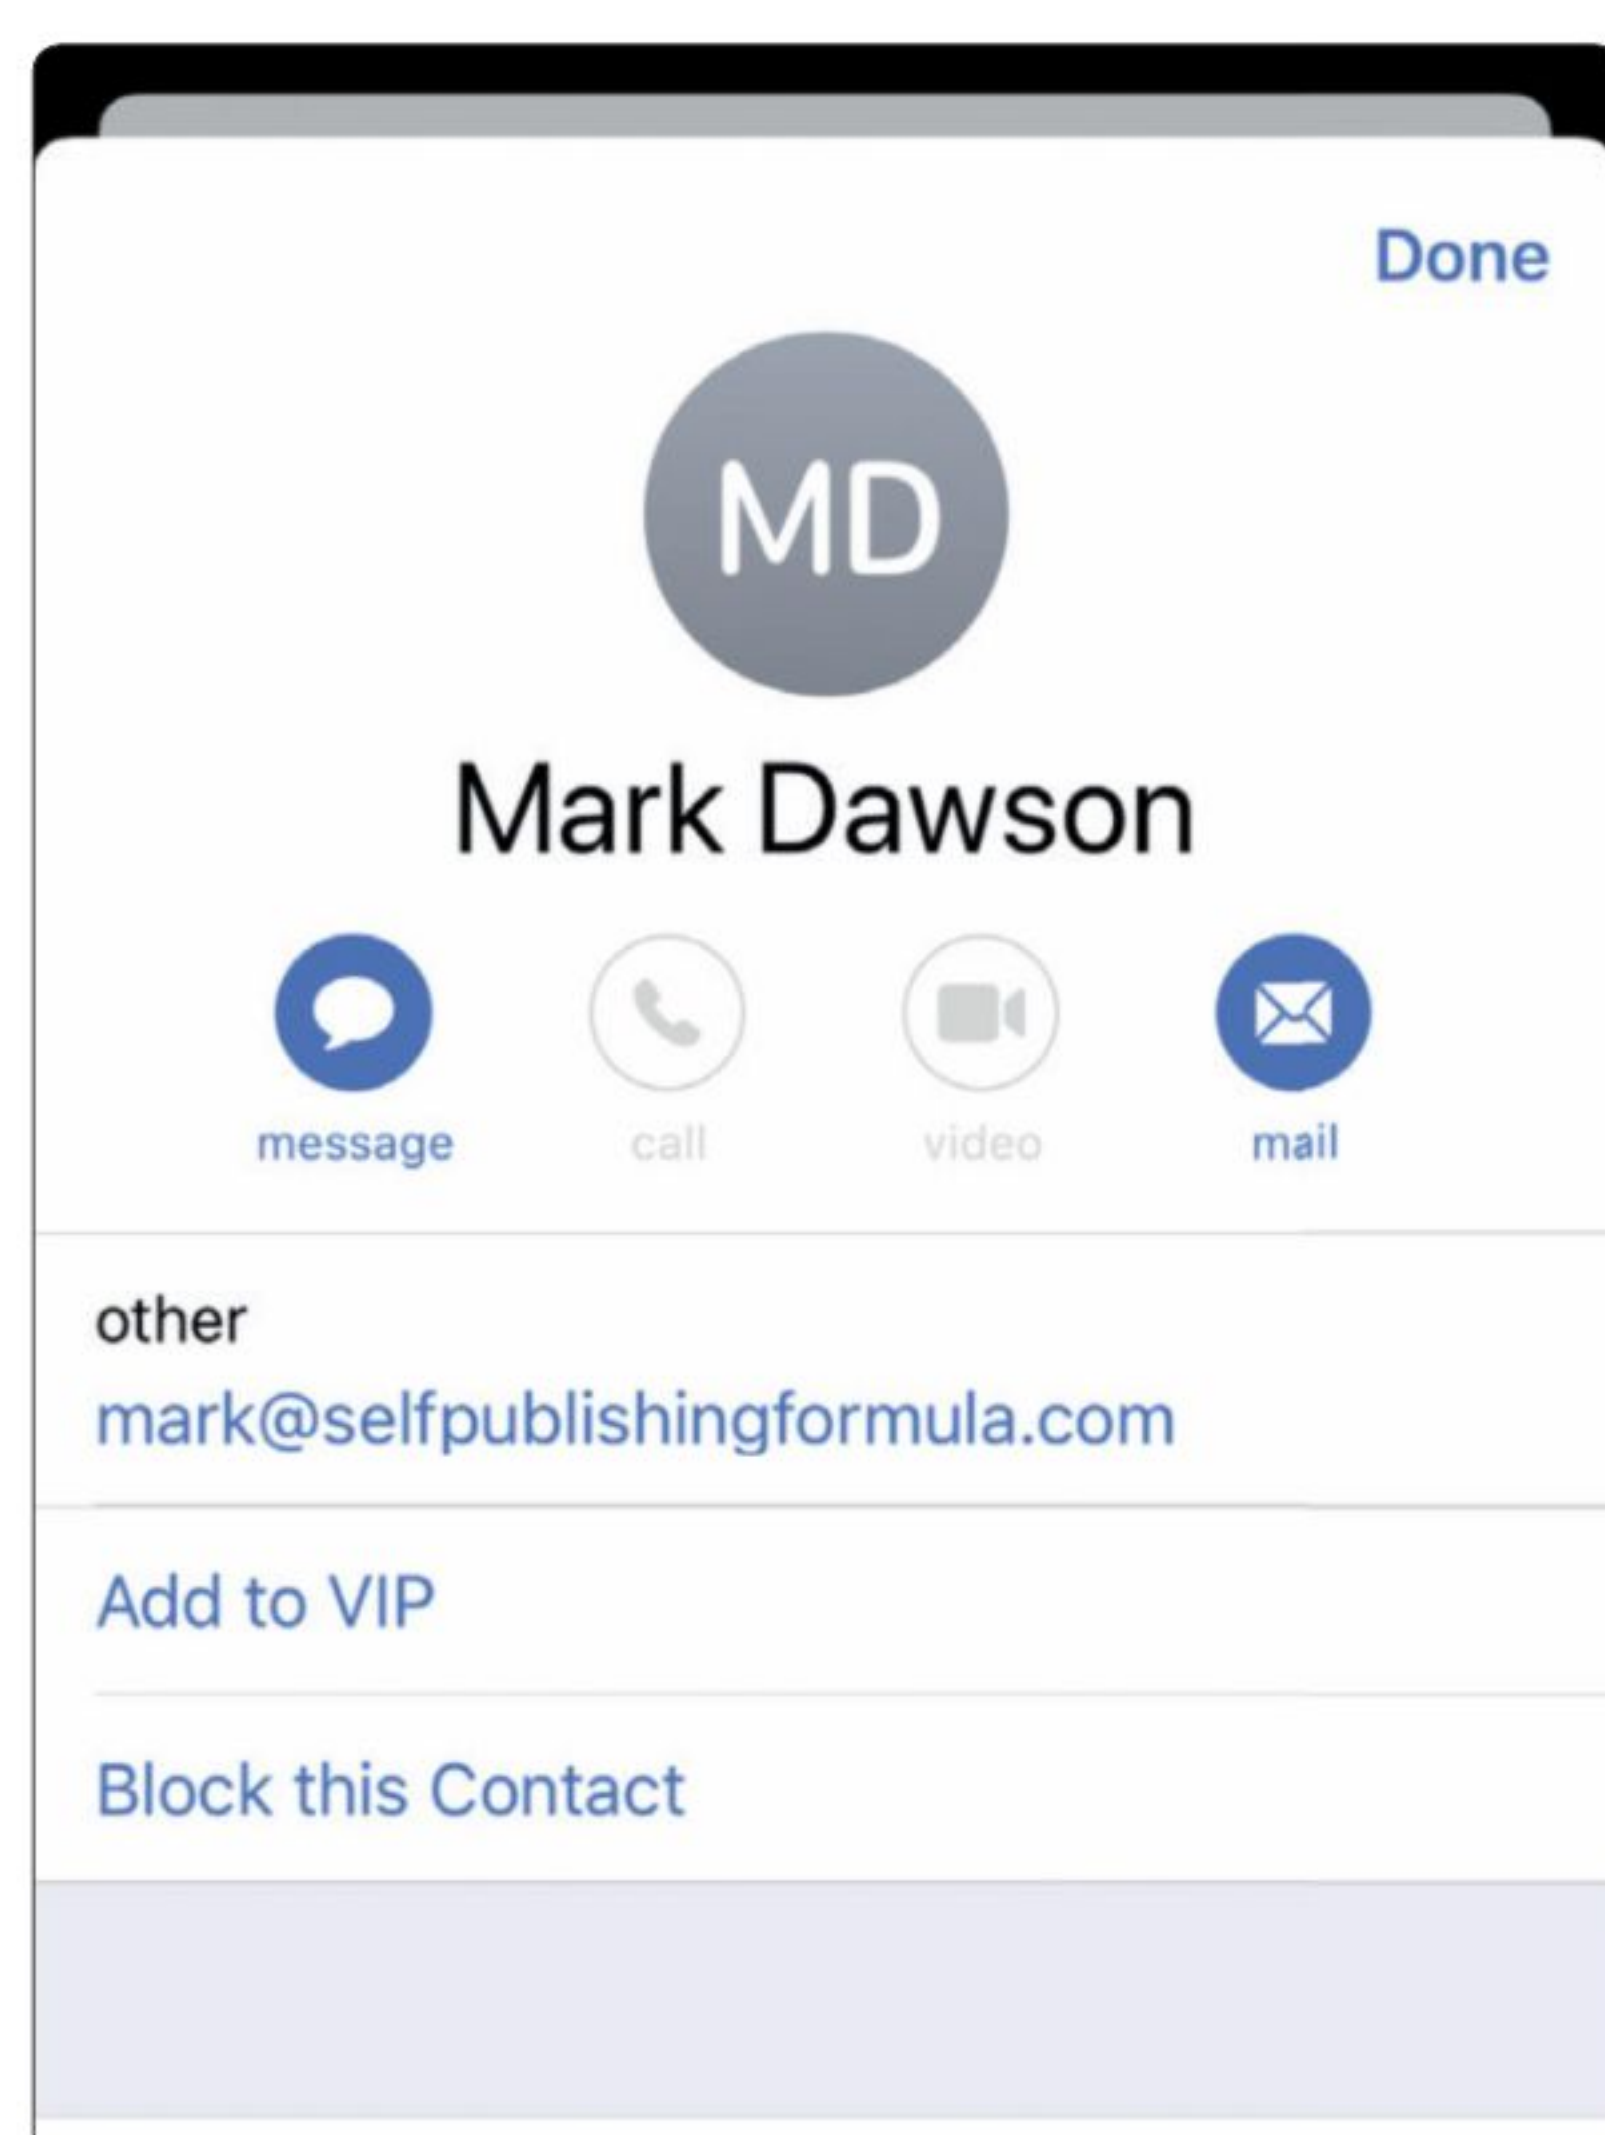 Done
MD
Mark Dawson
message call video mail
other
mark@selfpublishingformula.com
Add to VIP
Block this Contact